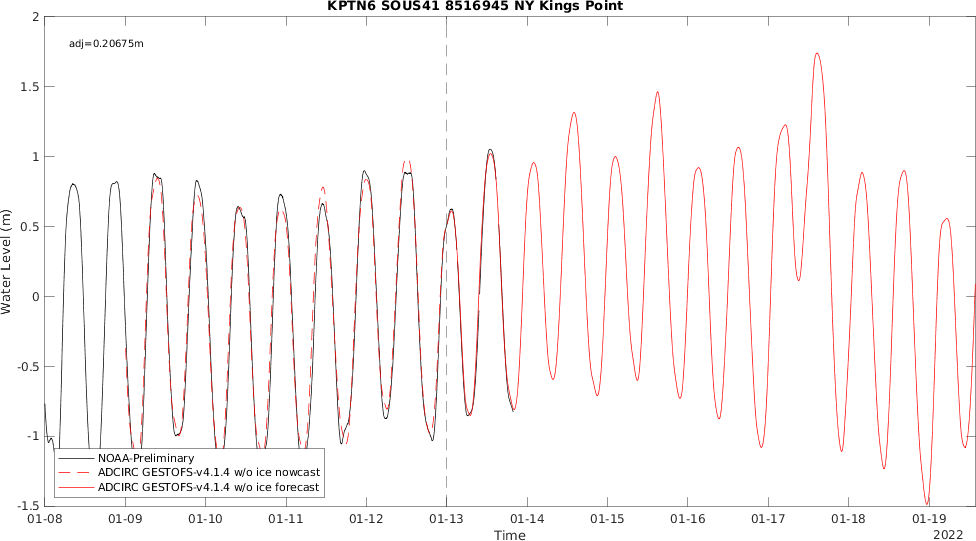 KPTN6 SOUS41 8516945 NY Kings Point
2
adj=0.20675m
1.5
1
0.5
0
-0.5
-1
-1.5
Water Level (m)
NOAA-Preliminary
ADCIRC GESTOFS-v4.1.4 w/o ice nowcast
ADCIRC GESTOFS-v4.1.4 w/o ice forecast
01-08 01-09 01-10 01-11 01-12 01-13 01-14 01-15 01-16 01-17 01-18 01-19
Time
2022